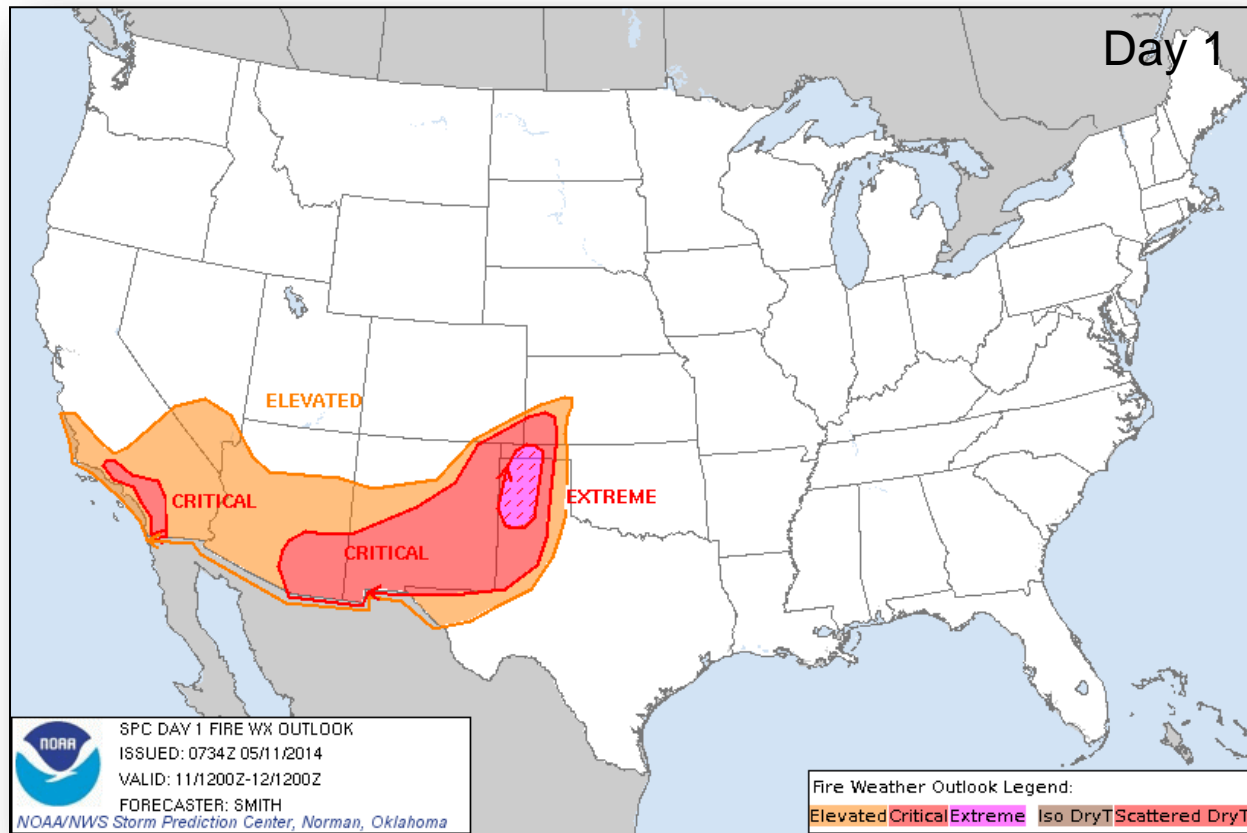 Day 1
ELEVATED
CRITICAL
EXTREME
CRITICAL
NOAA
SPC DAY 1 FIRE WX OUTLOOK
ISSUED: 0734Z 05/11/2014
VALID: 11/1200Z-12/1200Z
FORECASTER: SMITH
NOAA/NWS Storm Prediction Center, Norman, Oklahoma
Fire Weather Outlook Legend:
Elevated Critical Extreme Iso DryT Scattered DryT